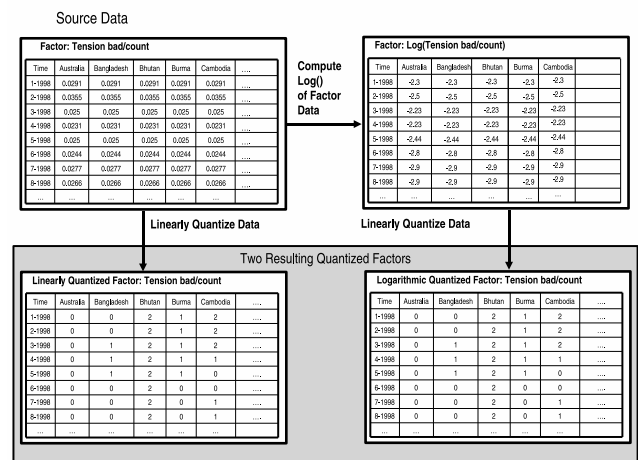 Source Data
Factor: Tension bad/count
Time Australia Bangladesh Bhutan Burma Cambodia ....
1-1998 0.0291 0.0291 0.0291 0.0291 0.0291
2-1998 0.0355 0.0355 0.0355 0.0355 0.0355 ....
3-1998 0.025 0.025 0.025 0.025 0.025 ....
4-1998 0.0231 0.0231 0.0231 0.0231 0.0231 ....
5-1998 0.025 0.025 0.025 0.025 0.025 ....
6-1998 0.0244 0.0244 0.0244 0.0244 0.0244 ....
7-1998 0.0277 0.0277 0.0277 0.0277 0.0277 ....
8-1998 0.0266 0.0266 0.0266 0.0266 0.0266 ....
... ... ... ... ... ... ....
Compute
Log()
of Factor
Data
Factor: Log(Tension bad/count)
Time Australia Bangladesh Bhutan Burma Cambodia
1-1998 -2.3 -2.3 -2.3 -2.3 -2.3
2-1998 -2.5 -2.5 -2.5 -2.5 -2.5
3-1998 -2.23 -2.23 -2.23 -2.23 -2.23
4-1998 -2.23 -2.23 -2.23 -2.23 -2.23
5-1998 -2.44 -2.44 -2.44 -2.44 -2.44
6-1998 -2.8 -2.8 -2.8 -2.8 -2.8
7-1998 -2.9 -2.9 -2.9 -2.9 -2.9
8-1998 -2.9 -2.9 -2.9 -2.9 -2.9
... ... ... ... ... ...
Linearly Quantize Data
Linearly Quantize Data
Two Resulting Quantized Factors
Linearly Quantized Factor: Tension bad/count
Time Australia Bangladesh Bhutan Burma Cambodia ....
1-1998 0 0 2 1 2 ....
2-1998 0 0 2 1 2 ....
3-1998 0 1 2 1 2 ....
4-1998 0 1 2 1 1 ....
5-1998 0 1 2 1 0 ....
6-1998 0 0 2 0 0 ....
7-1998 0 0 2 0 1 ....
8-1998 0 0 2 0 1 ....
... ... ... ... ... ... ....
Logarithmic Quantized Factor: Tension bad/count
Time Australia Bangladesh Bhutan Burma Cambodia ....
1-1998 0 0 2 1 2 ....
2-1998 0 0 2 1 2 ....
3-1998 0 1 2 1 2 ....
4-1998 0 1 2 1 1 ....
5-1998 0 1 2 1 0 ....
6-1998 0 0 2 0 0 ....
7-1998 0 0 2 0 1 ....
8-1998 0 0 2 0 1 ....
... ... ... ... ... ... ....